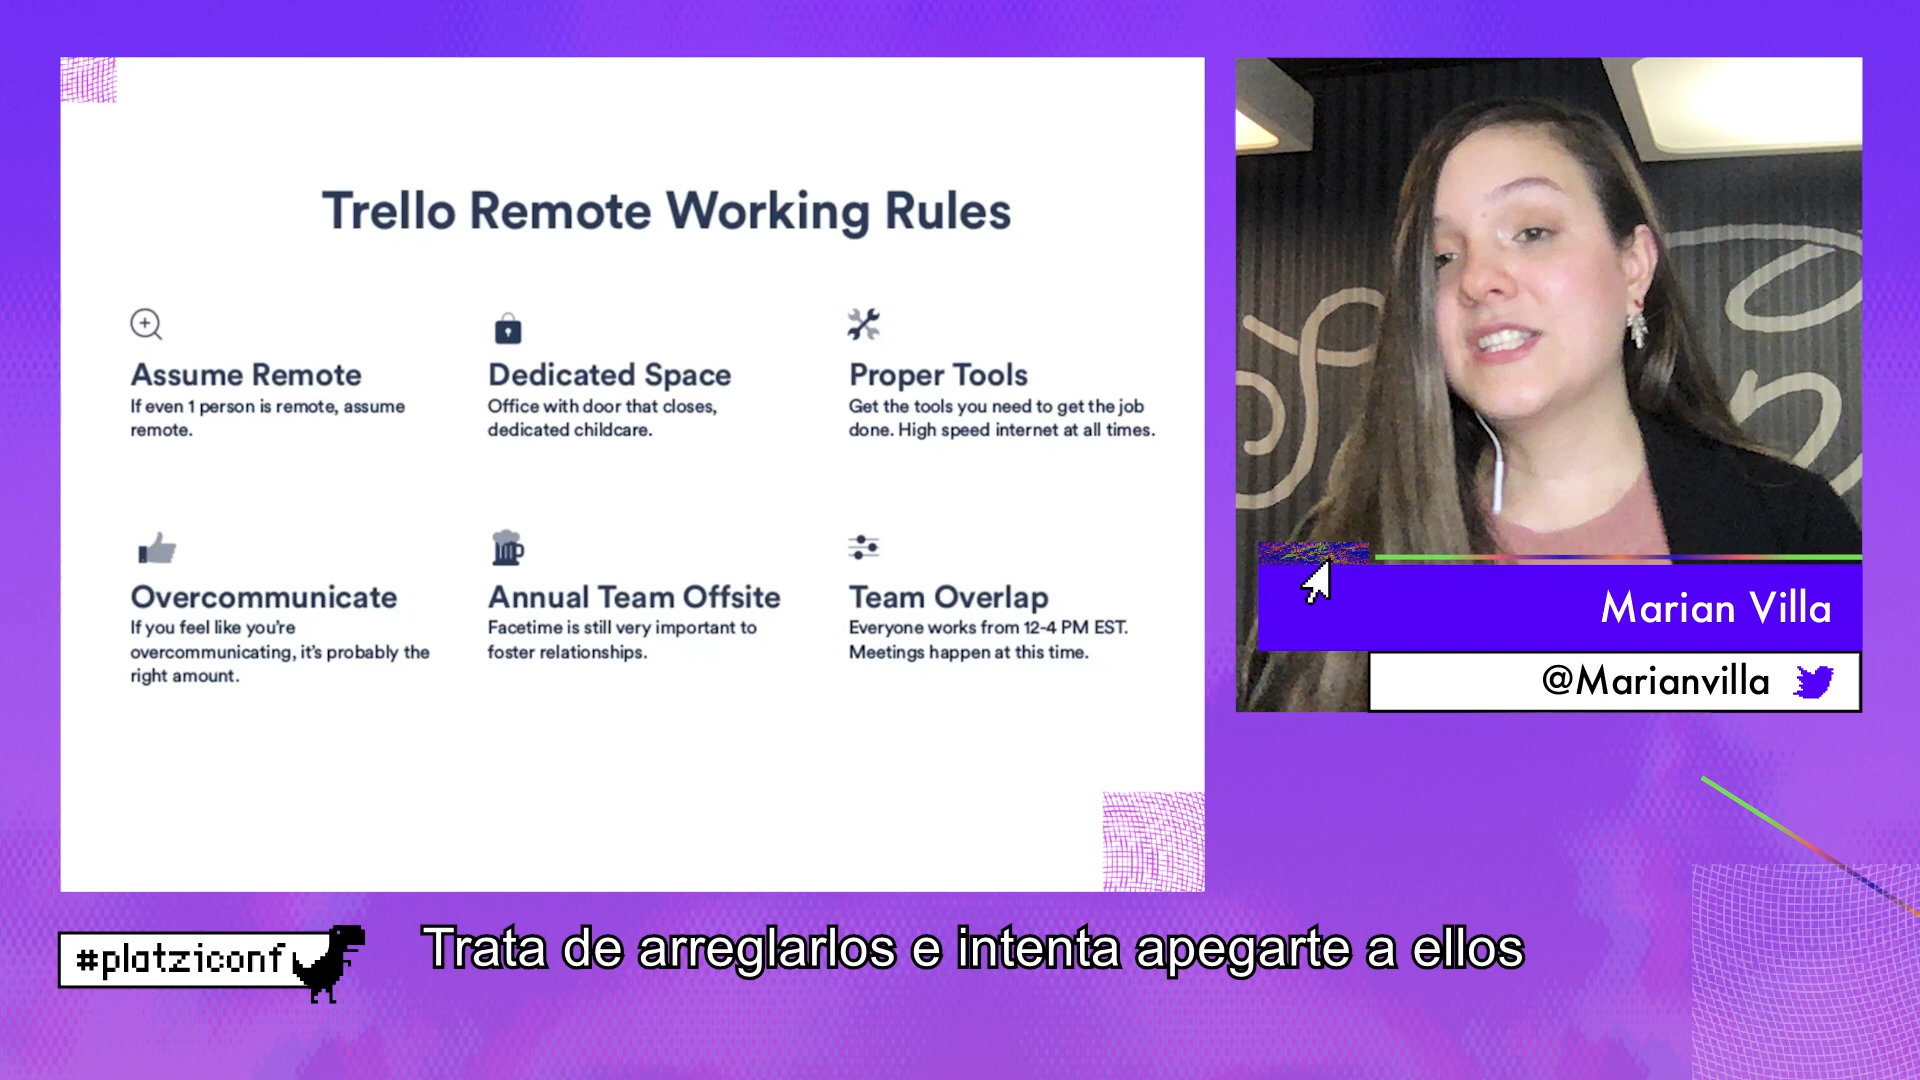 Trello Remote Working Rules
Assume Remote
If even 1 person is remote, assume
remote.
Dedicated Space
Office with door that closes,
dedicated childcare.
Proper Tools
Get the tools you need to get the job
done. High speed internet at all times.
Overcommunicate
If you feel like you're
overcommunicating, it's probably the
right amount.
Annual Team Offsite
Facetime is still very important to
foster relationships.
Team Overlap
Everyone works from 12-4 PM EST.
Meetings happen at this time.
Marian Villa
@Marianvilla
#platziconf
Trata de arreglarlos e intenta apegarte a ellos